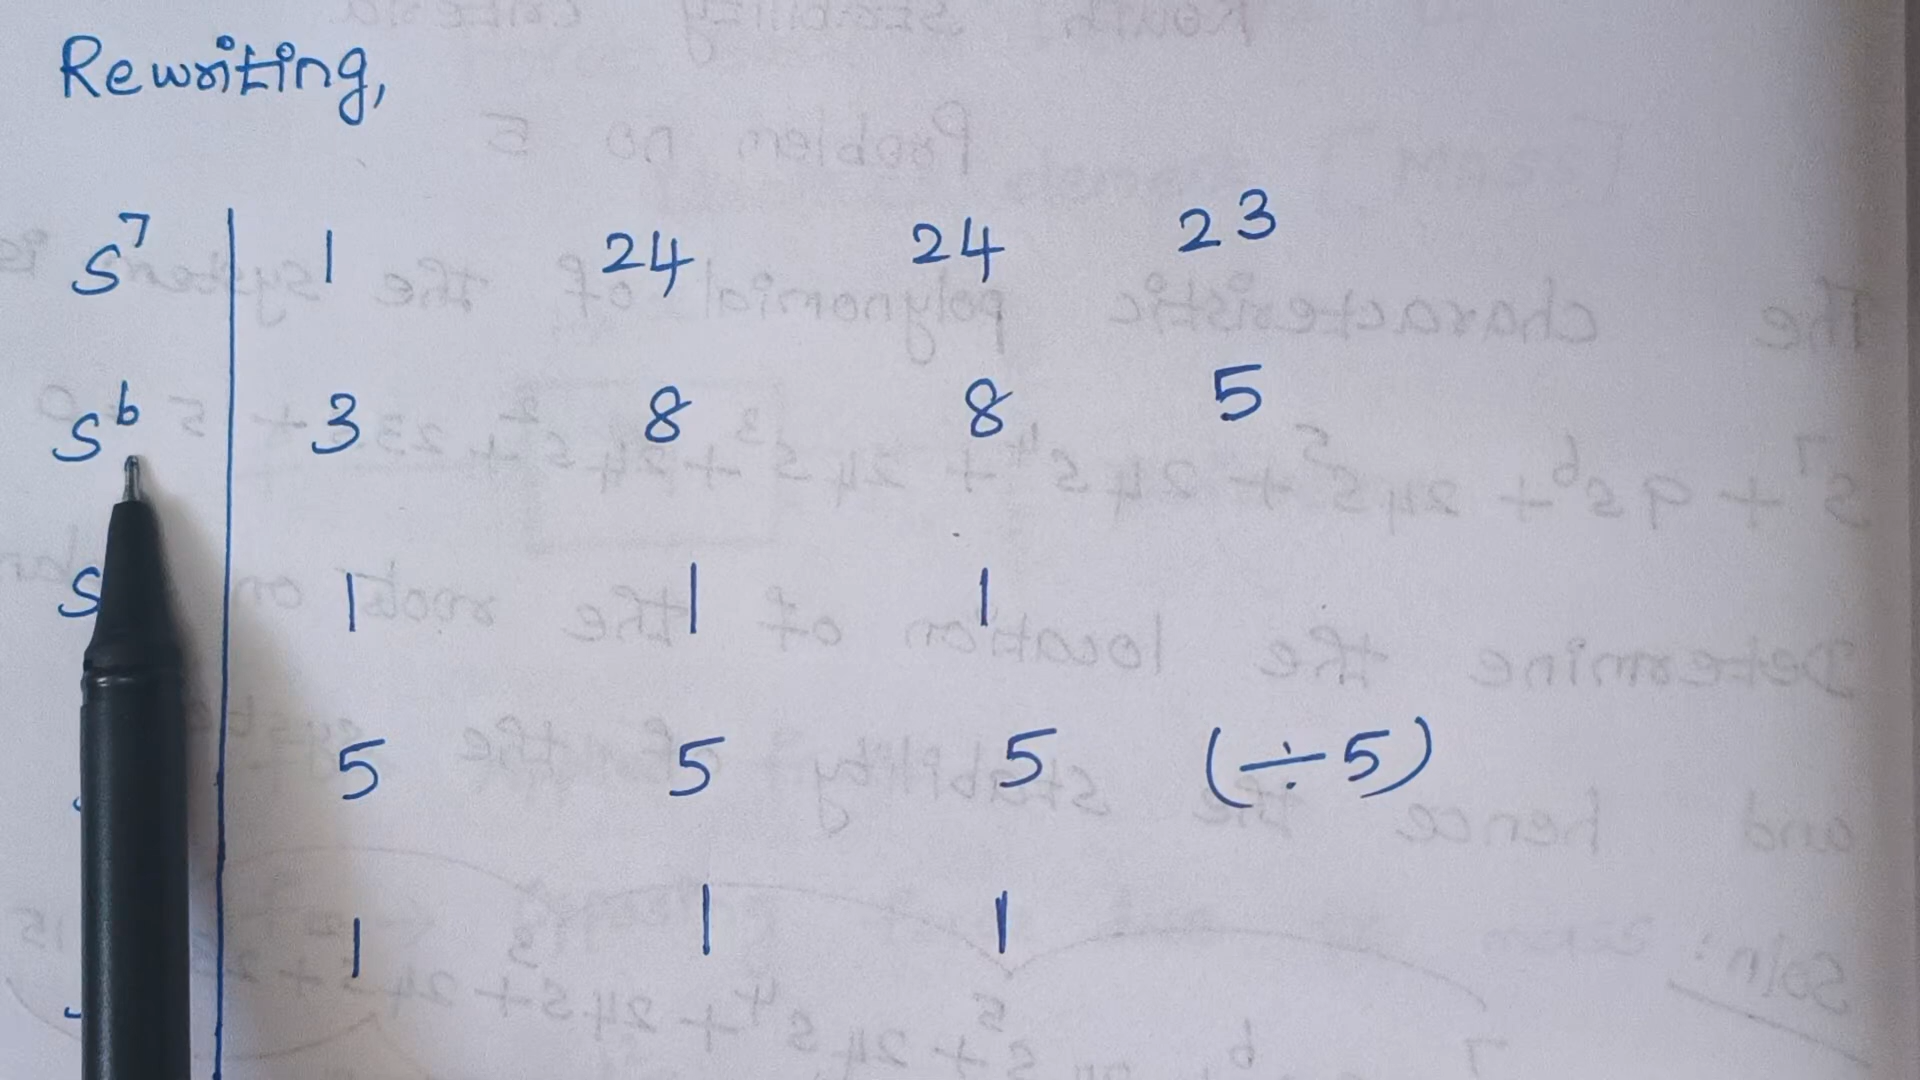 Rewriting,
s⁷ 1 24 24 23
s⁶ 3 8 8 5
s 1 1 1
5 5 5 (÷5)
1 1 1